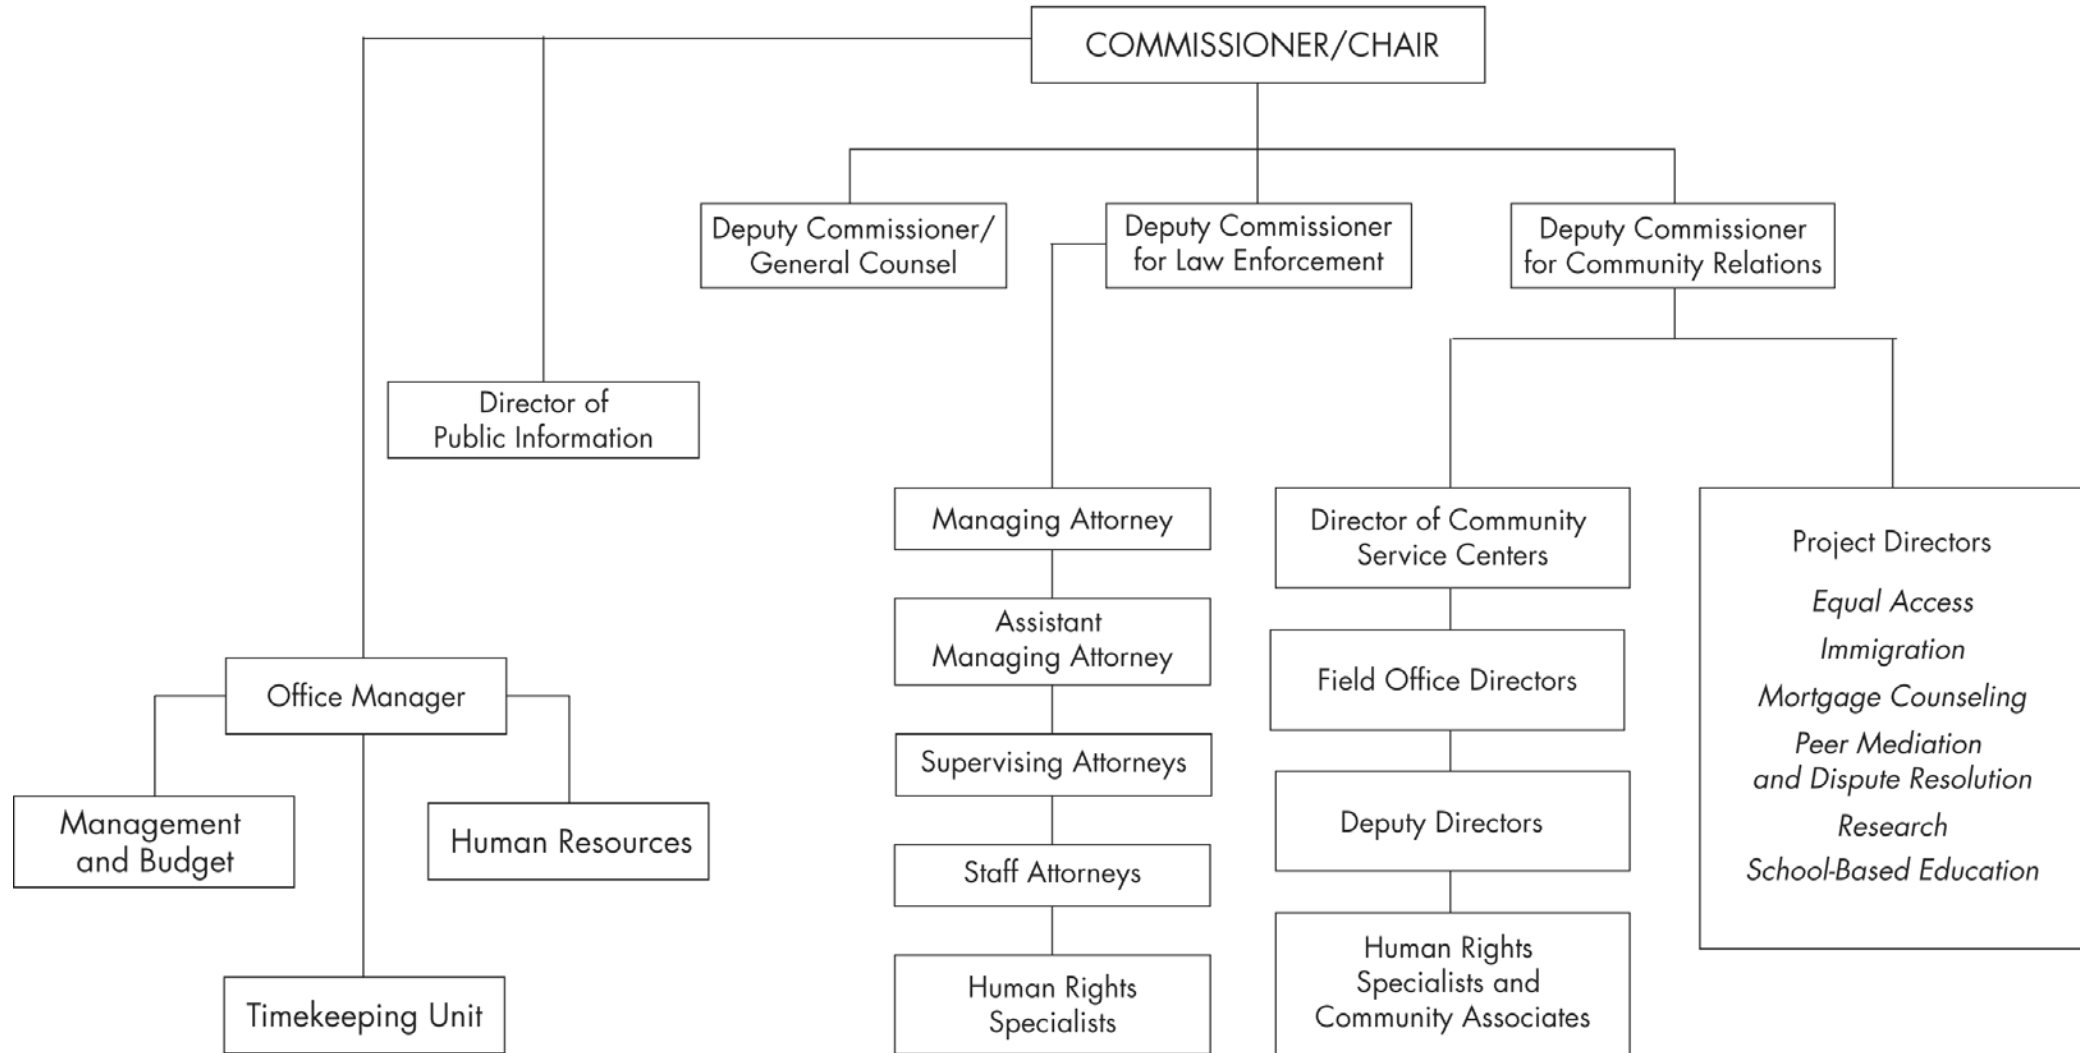 COMMISSIONER/CHAIR
Deputy Commissioner/
General Counsel
Deputy Commissioner
for Law Enforcement
Deputy Commissioner
for Community Relations
Director of
Public Information
Managing Attorney
Assistant
Managing Attorney
Supervising Attorneys
Staff Attorneys
Human Rights
Specialists
Director of Community
Service Centers
Field Office Directors
Deputy Directors
Human Rights
Specialists and
Community Associates
Project Directors
Equal Access
Immigration
Mortgage Counseling
Peer Mediation
and Dispute Resolution
Research
School-Based Education
Office Manager
Management
and Budget
Human Resources
Timekeeping Unit